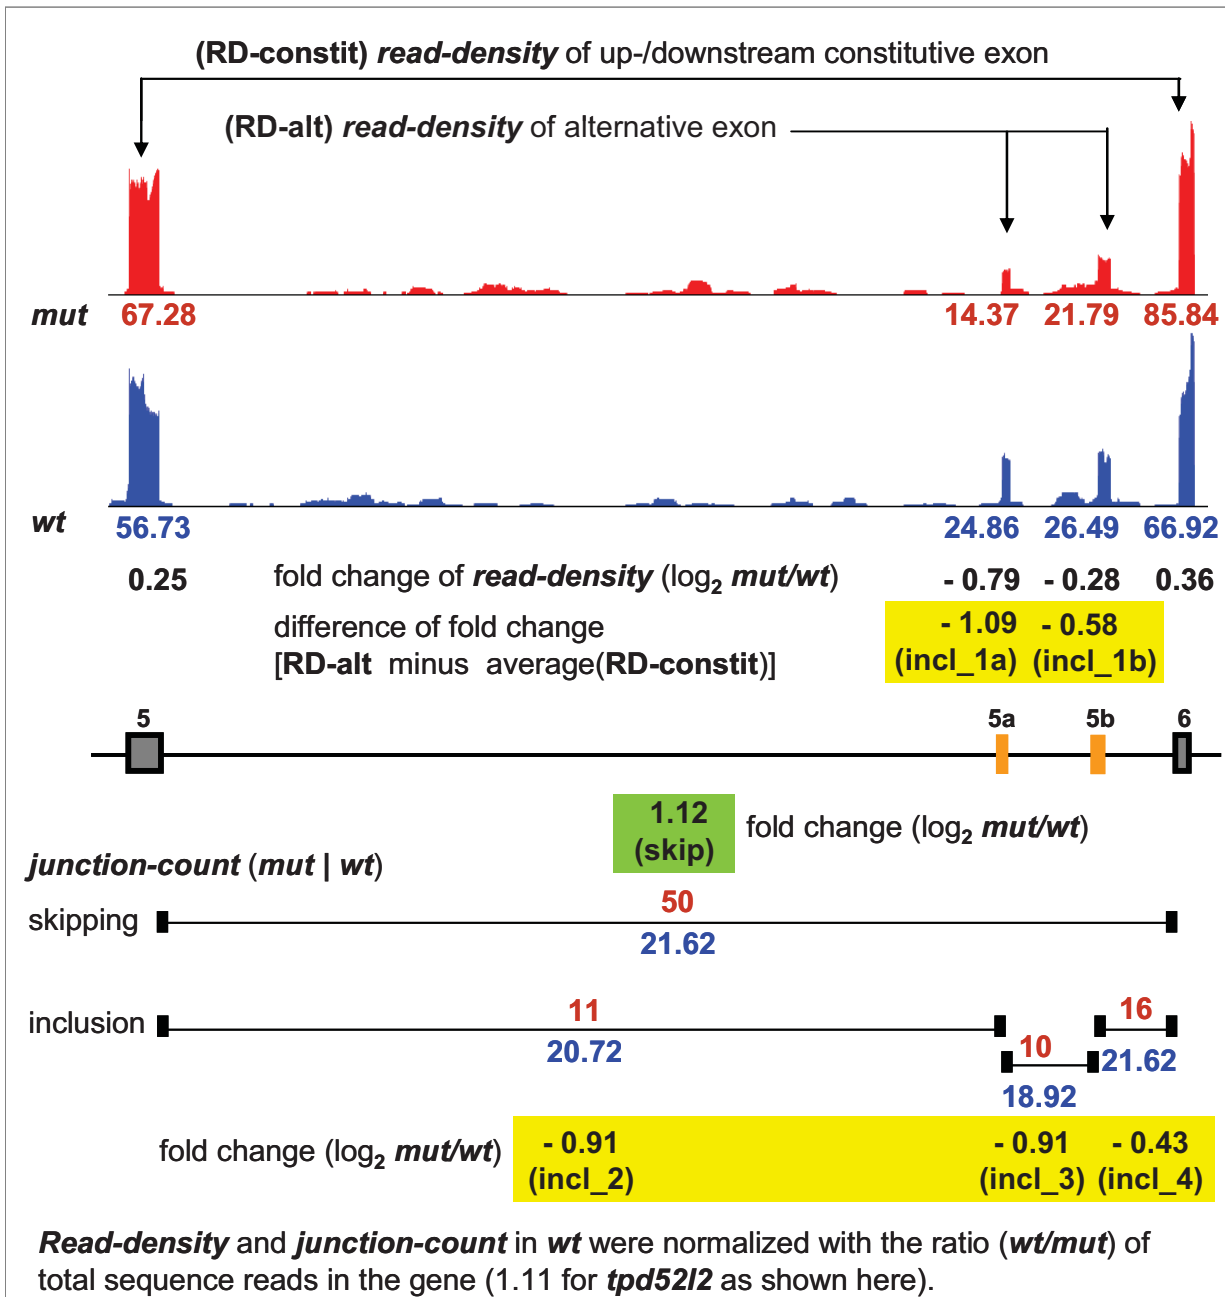 (RD-constit) read-density of up-/downstream constitutive exon
(RD-alt) read-density of alternative exon
mut 67.28 14.37 21.79 85.84
wt 56.73 24.86 26.49 66.92
0.25 fold change of read-density (log2 mut/wt) - 0.79 - 0.28 0.36
difference of fold change - 1.09 - 0.58
[RD-alt minus average(RD-constit)] (incl_1a) (incl_1b)
5 5a 5b 6
1.12 fold change (log2 mut/wt)
(skip)
junction-count (mut | wt)
50
skipping
21.62
11 16
inclusion
20.72 10 21.62
18.92
fold change (log2 mut/wt) - 0.91 - 0.91 - 0.43
(incl_2) (incl_3) (incl_4)
Read-density and junction-count in wt were normalized with the ratio (wt/mut) of
total sequence reads in the gene (1.11 for tpd52l2 as shown here).